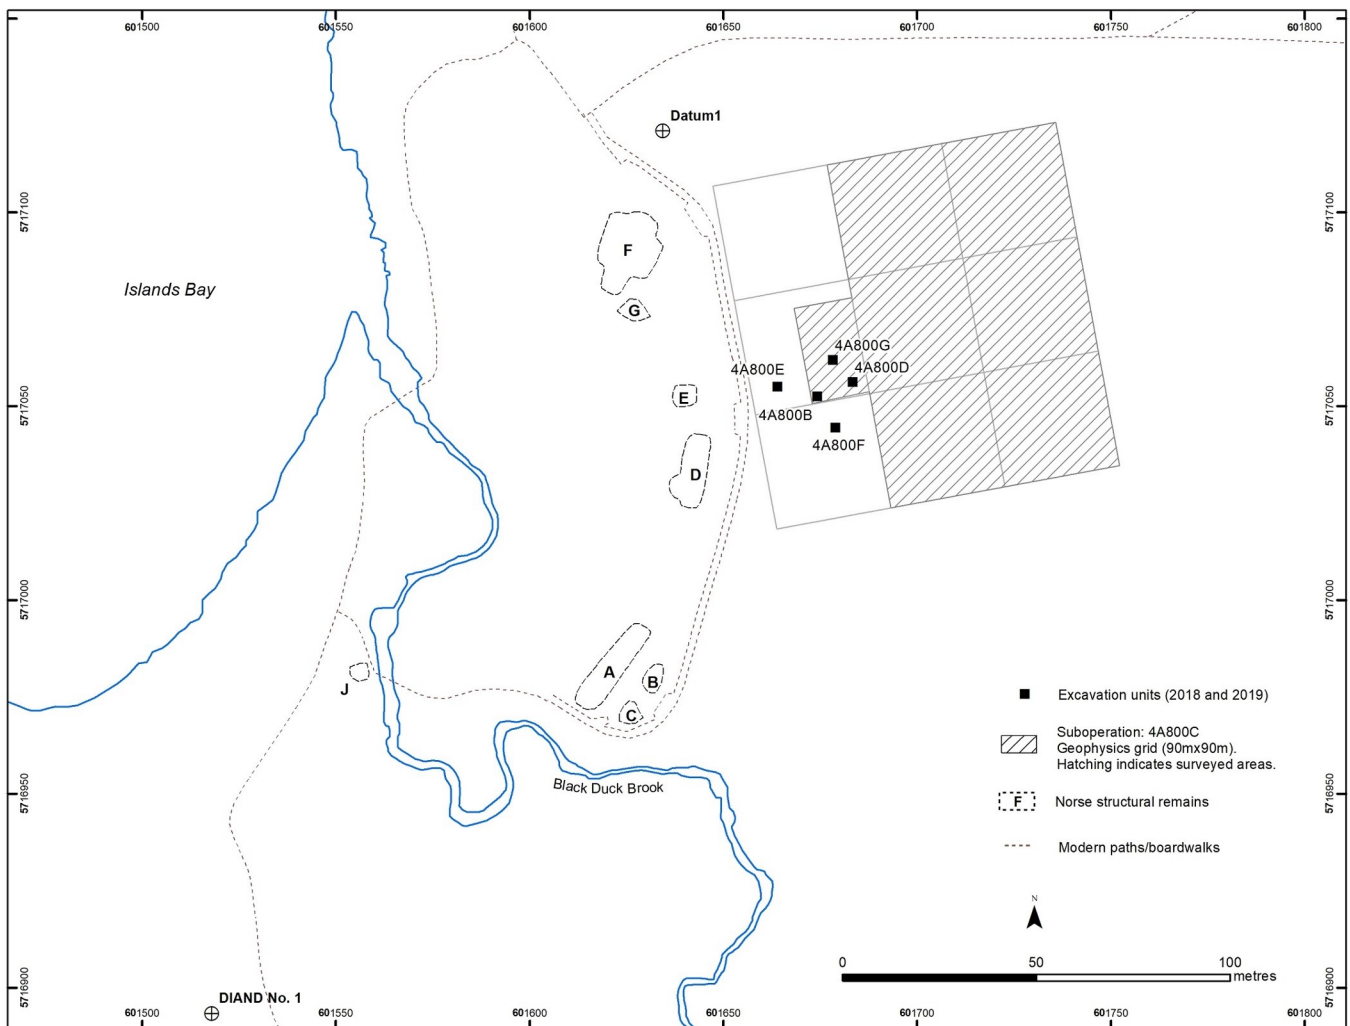 601500 601550 601600 601650 601700 601750 601800
Datum1
5717100 5717100
F
Islands Bay
G
4A800G
4A800E 4A800D
5717050 5717050
E
4A800B
4A800F
D
5717000 5717000
A
B
J
C
Excavation units (2018 and 2019)
Suboperation: 4A800C
Geophysics grid (90mx90m).
Hatching indicates surveyed areas.
5716950 5716950
Black Duck Brook
F Norse structural remains
Modern paths/boardwalks
N
0 50 100
metres
5716900 5716900
DIAND No. 1
601500 601550 601600 601650 601700 601750 601800